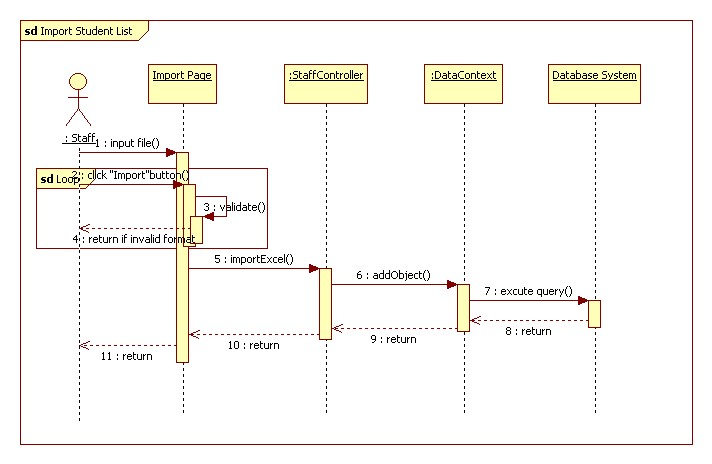 sd Import Student List
Import Page
:StaffController
:DataContext
Database System
: Staff
1 : input file()
sd Loop
2 : click "Import"button()
3 : validate()
4 : return if invalid format
5 : importExcel()
6 : addObject()
7 : excute query()
8 : return
9 : return
10 : return
11 : return